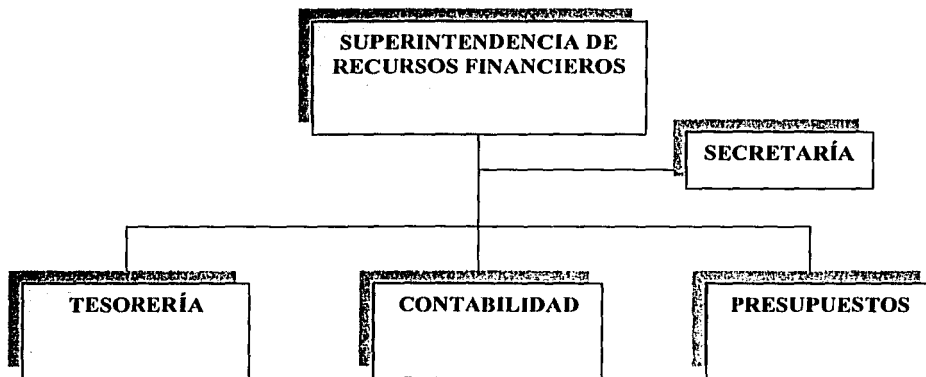 SUPERINTENDENCIA DE
RECURSOS FINANCIEROS
SECRETARÍA
TESORERÍA
CONTABILIDAD
PRESUPUESTOS